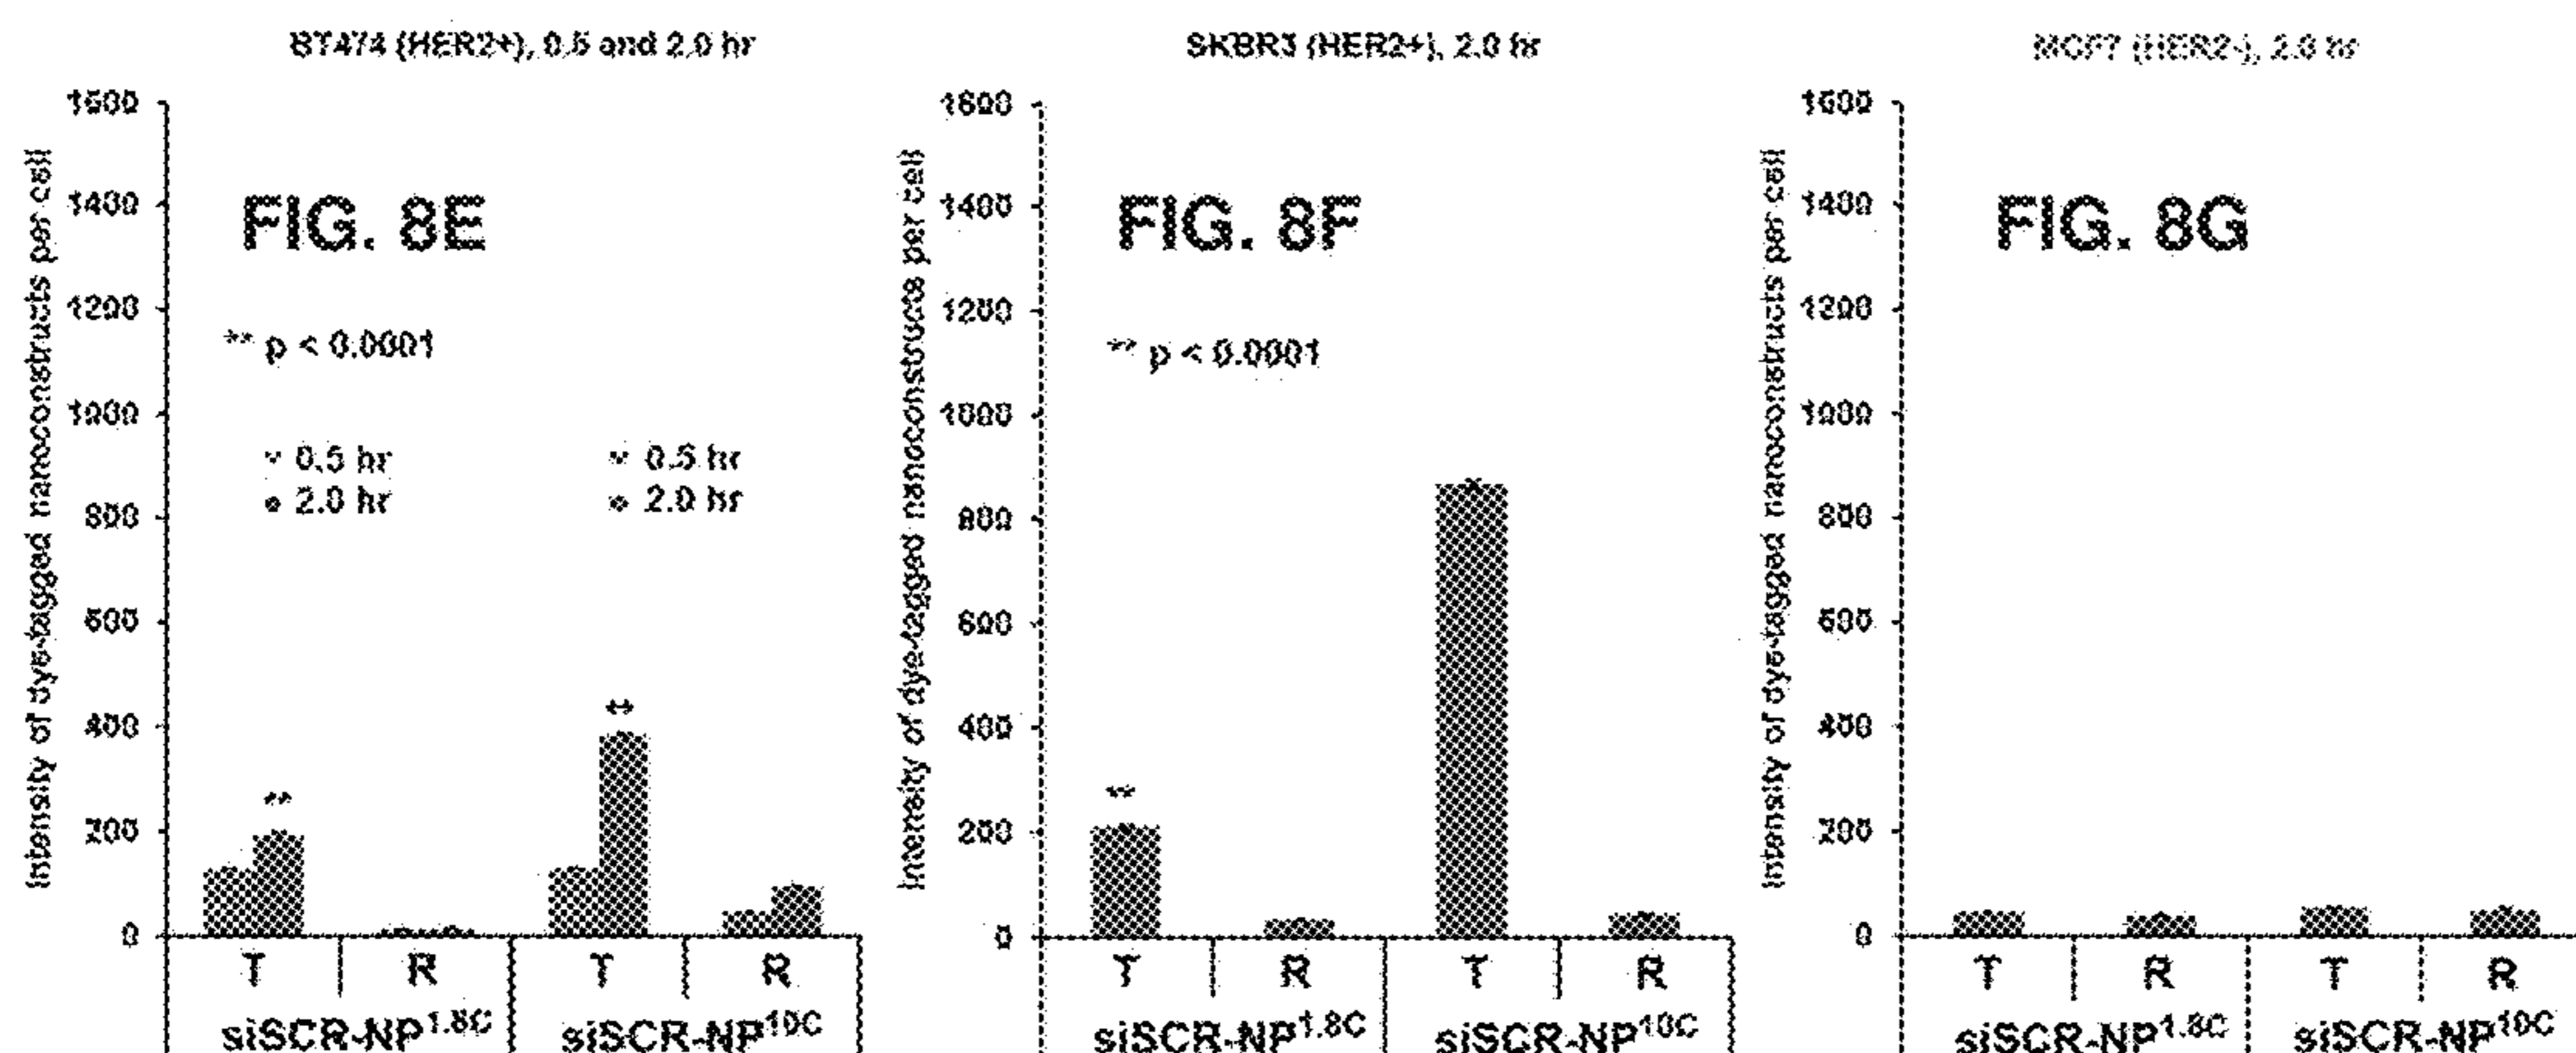 BT474 (HER2+), 0.5 and 2.0 hr
Intensity of dye-tagged nanoconstructs per cell
1600
1400
1200
1000
800
600
400
200
0
FIG. 8E
** p < 0.0001
0.5 hr
2.0 hr
0.5 hr
2.0 hr
**
**
T R T R
siSCR-NP1.8C siSCR-NP10C
SKBR3 (HER2+), 2.0 hr
Intensity of dye-tagged nanoconstructs per cell
1600
1400
1200
1000
800
600
400
200
0
FIG. 8F
** p < 0.0001
**
T R T R
siSCR-NP1.8C siSCR-NP10C
MCF7 (HER2-), 2.0 hr
Intensity of dye-tagged nanoconstructs per cell
1600
1400
1200
1000
800
600
400
200
0
FIG. 8G
T R T R
siSCR-NP1.8C siSCR-NP10C